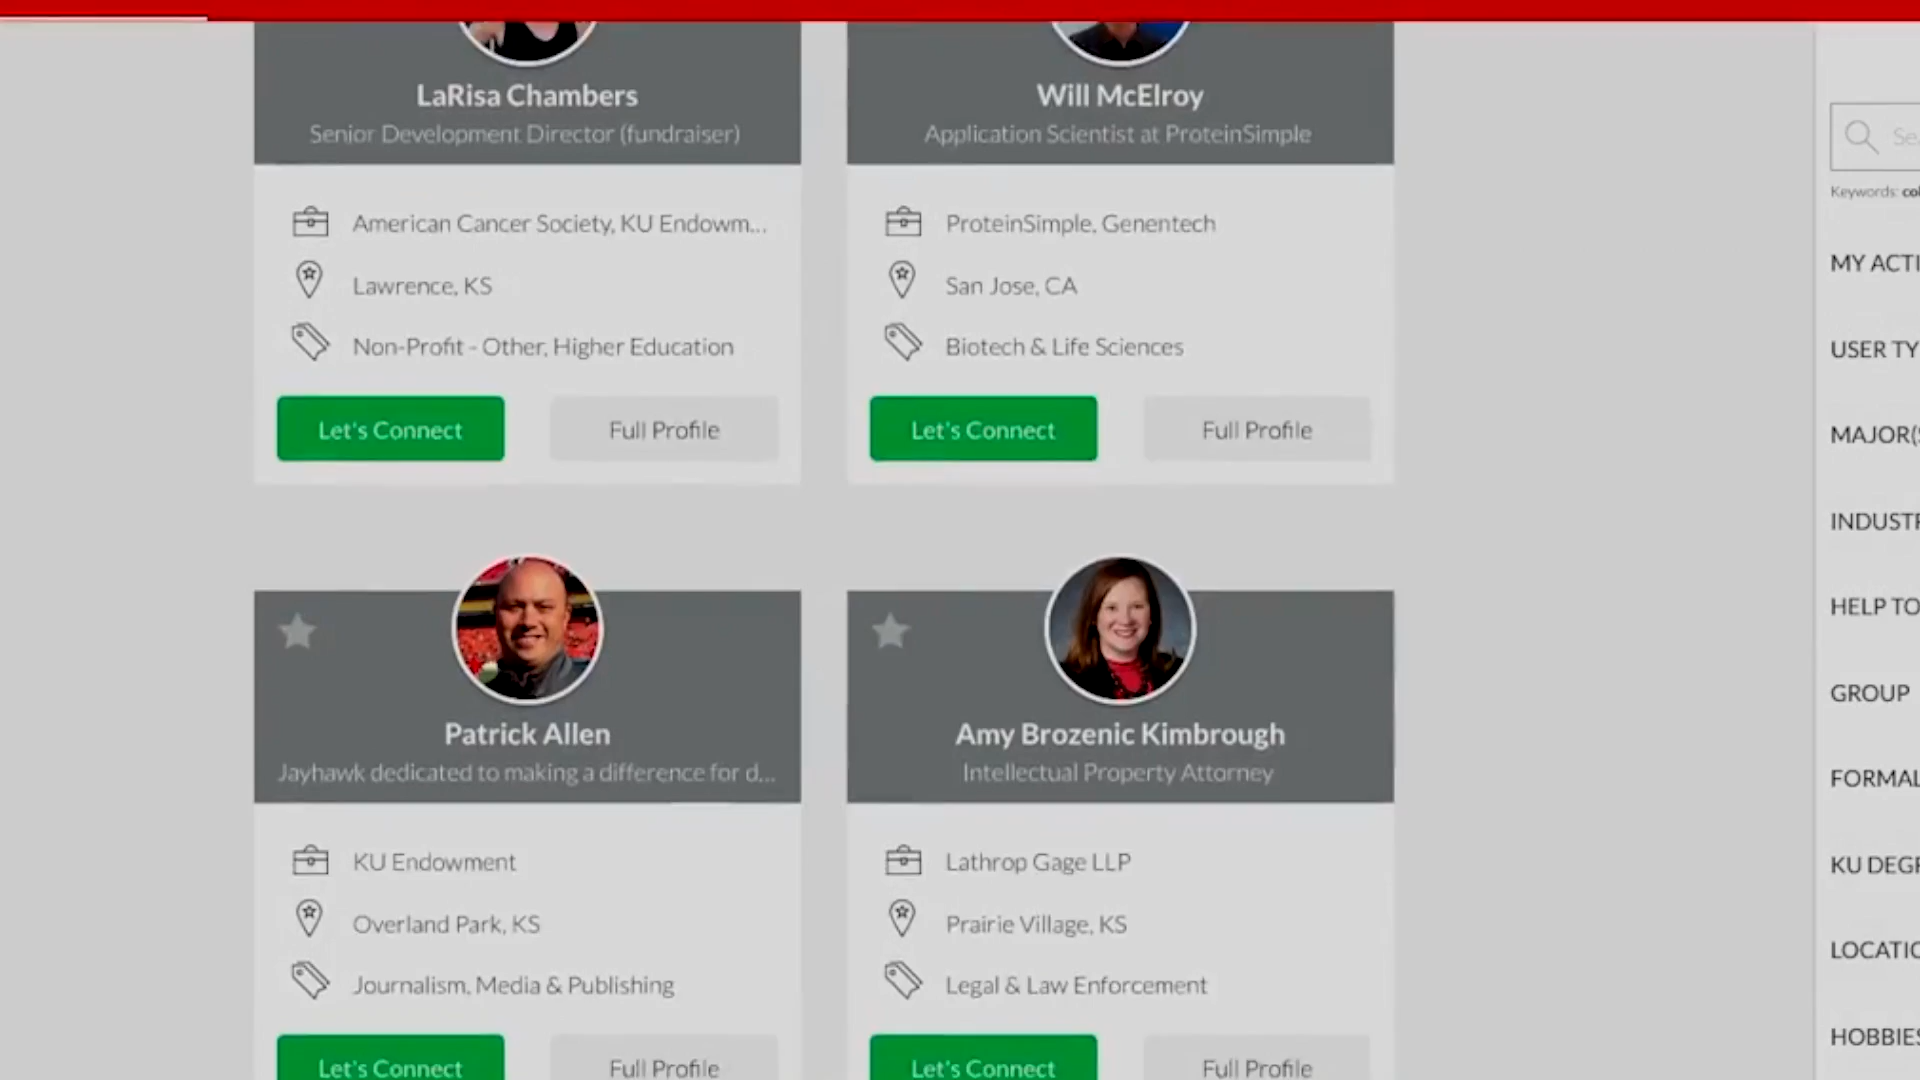 LaRisa Chambers
Senior Development Director (fundraiser)
American Cancer Society, KU Endowm...
Lawrence, KS
Non-Profit - Other, Higher Education
Let's Connect
Full Profile
Will McElroy
Application Scientist at ProteinSimple
ProteinSimple, Genentech
San Jose, CA
Biotech & Life Sciences
Let's Connect
Full Profile
Patrick Allen
Jayhawk dedicated to making a difference for d...
KU Endowment
Overland Park, KS
Journalism, Media & Publishing
Let's Connect
Full Profile
Amy Brozenic Kimbrough
Intellectual Property Attorney
Lathrop Gage LLP
Prairie Village, KS
Legal & Law Enforcement
Let's Connect
Full Profile
Keywords:
MY ACTI
USER TY
MAJOR(S
INDUSTR
HELP TO
GROUP
FORMAL
KU DEGR
LOCATIO
HOBBIES